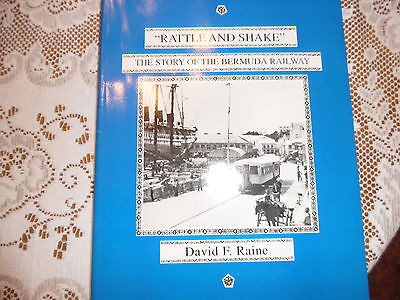 "RATTLE AND SHAKE"
THE STORY OF THE BERMUDA RAILWAY
David F. Raine